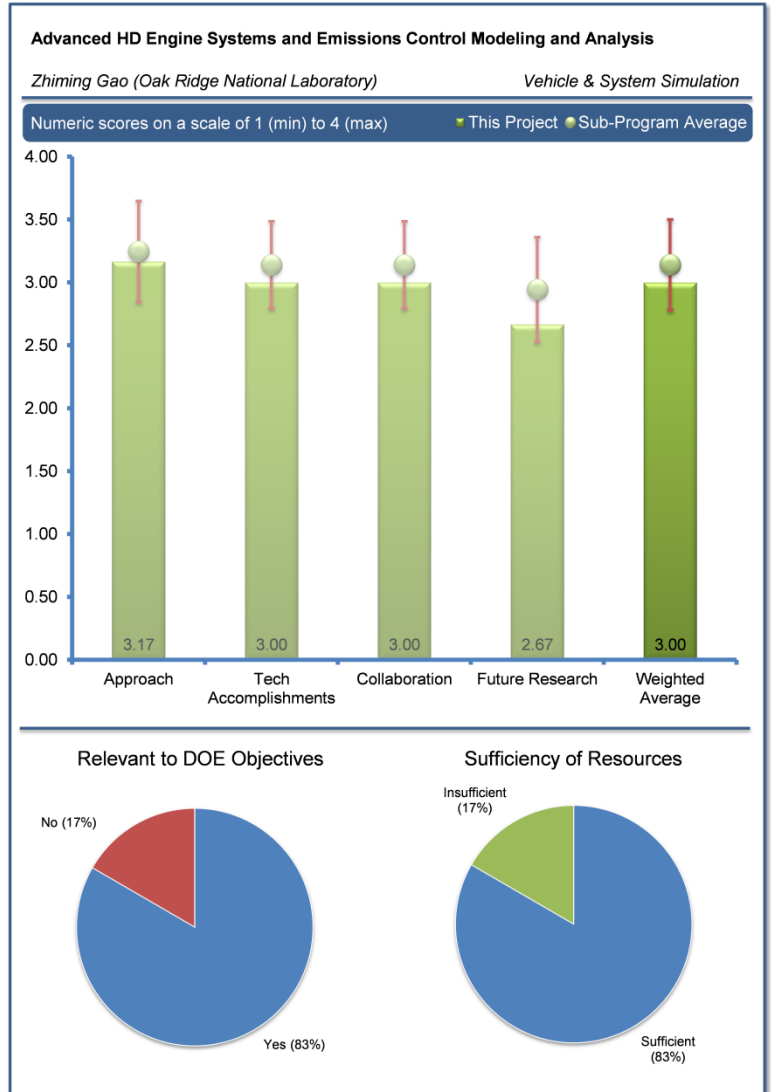 Advanced HD Engine Systems and Emissions Control Modeling and Analysis
Zhiming Gao (Oak Ridge National Laboratory) Vehicle & System Simulation
Numeric scores on a scale of 1 (min) to 4 (max) This Project Sub-Program Average
4.00
3.50
3.00
2.50
2.00
1.50
1.00
0.50
0.00
3.17 3.00 3.00 2.67 3.00
Approach Tech Collaboration Future Research Weighted
Accomplishments Average
Relevant to DOE Objectives Sufficiency of Resources
No (17%)
Yes (83%)
Insufficient
(17%)
Sufficient
(83%)